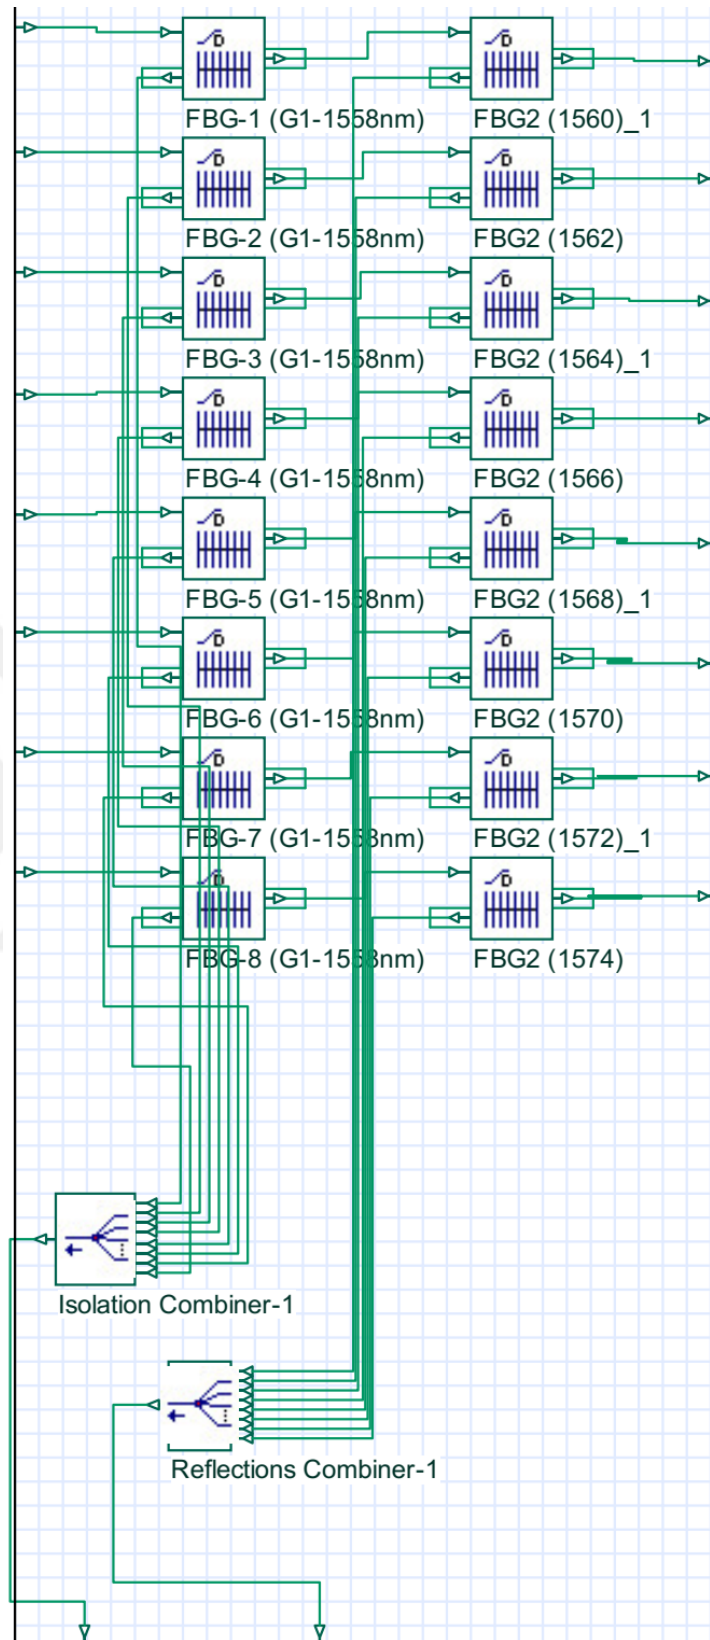 D D
FBG-1 (G1-1558nm) FBG2 (1560)_1
D D
FBG-2 (G1-1558nm) FBG2 (1562)
D D
FBG-3 (G1-1558nm) FBG2 (1564)_1
D D
FBG-4 (G1-1558nm) FBG2 (1566)
D D
FBG-5 (G1-1558nm) FBG2 (1568)_1
D D
FBG-6 (G1-1558nm) FBG2 (1570)
D D
FBG-7 (G1-1558nm) FBG2 (1572)_1
D D
FBG-8 (G1-1558nm) FBG2 (1574)
Isolation Combiner-1
Reflections Combiner-1